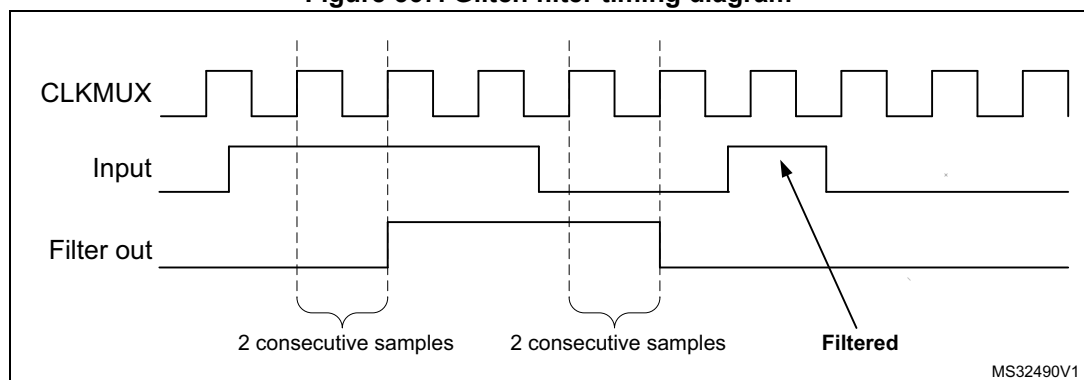 CLKMUX
Input
Filter out
2 consecutive samples 2 consecutive samples Filtered
MS32490V1